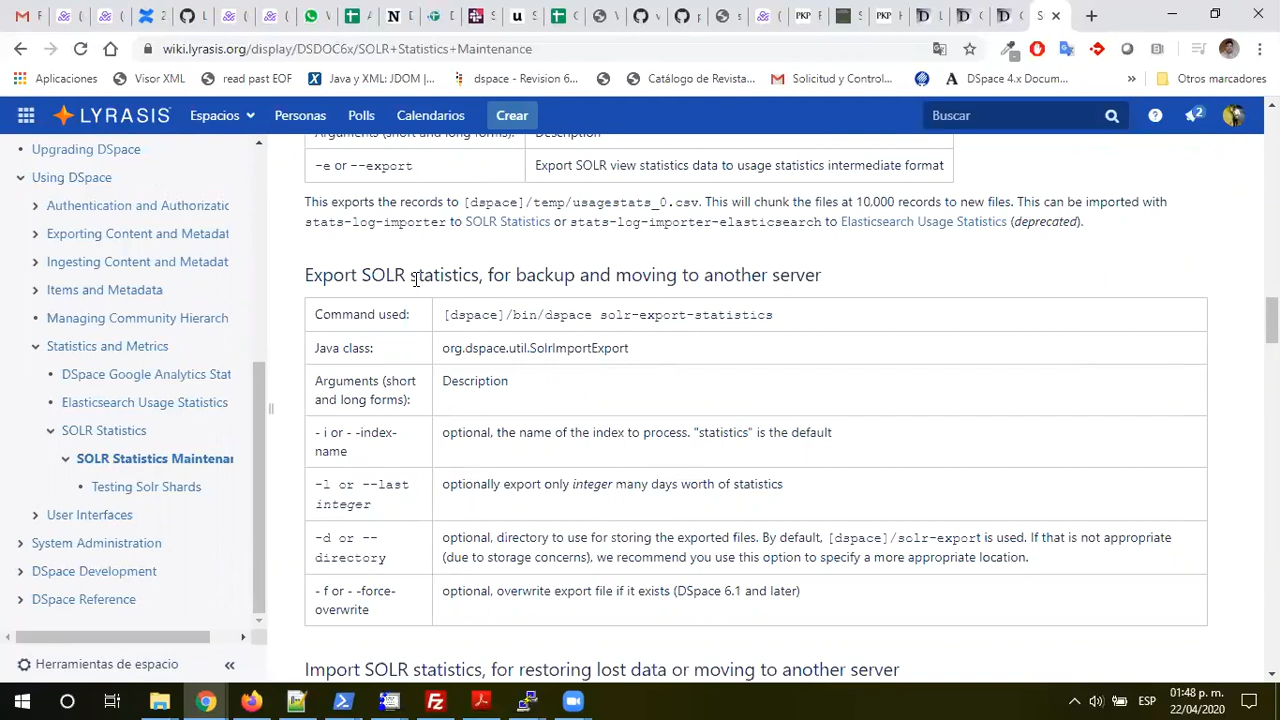 wiki.lyrasis.org/display/DSDOC6x/SOLR+Statistics+Maintenance
Aplicaciones Visor XML read past EOF Java y XML: JDOM |... dspace - Revision 6... Catálogo de Revista... Solicitud y Control... DSpace 4.x Docum... » Otros marcadores
LYRASIS Espacios Personas Polls Calendarios Crear Buscar 2
Upgrading DSpace
Using DSpace
Authentication and Authorizatic
Exporting Content and Metadat
Ingesting Content and Metadat
Items and Metadata
Managing Community Hierarch
Statistics and Metrics
DSpace Google Analytics Stat
Elasticsearch Usage Statistics
SOLR Statistics
SOLR Statistics Maintenan
Testing Solr Shards
User Interfaces
System Administration
DSpace Development
DSpace Reference
Herramientas de espacio «
Arguments (short and long forms): Description
-e or --export Export SOLR view statistics data to usage statistics intermediate format
This exports the records to [dspace]/temp/usagestats_0.csv. This will chunk the files at 10,000 records to new files. This can be imported with
stats-log-importer to SOLR Statistics or stats-log-importer-elasticsearch to Elasticsearch Usage Statistics (deprecated).
Export SOLR statistics, for backup and moving to another server
Command used: [dspace]/bin/dspace solr-export-statistics
Java class: org.dspace.util.SolrImportExport
Arguments (short Description
and long forms):
- i or - -index- optional, the name of the index to process. "statistics" is the default
name
-l or --last optionally export only integer many days worth of statistics
integer
-d or -- optional, directory to use for storing the exported files. By default, [dspace]/solr-export is used. If that is not appropriate
directory (due to storage concerns), we recommend you use this option to specify a more appropriate location.
- f or - -force- optional, overwrite export file if it exists (DSpace 6.1 and later)
overwrite
Import SOLR statistics, for restoring lost data or moving to another server
ESP 01:48 p. m.
22/04/2020